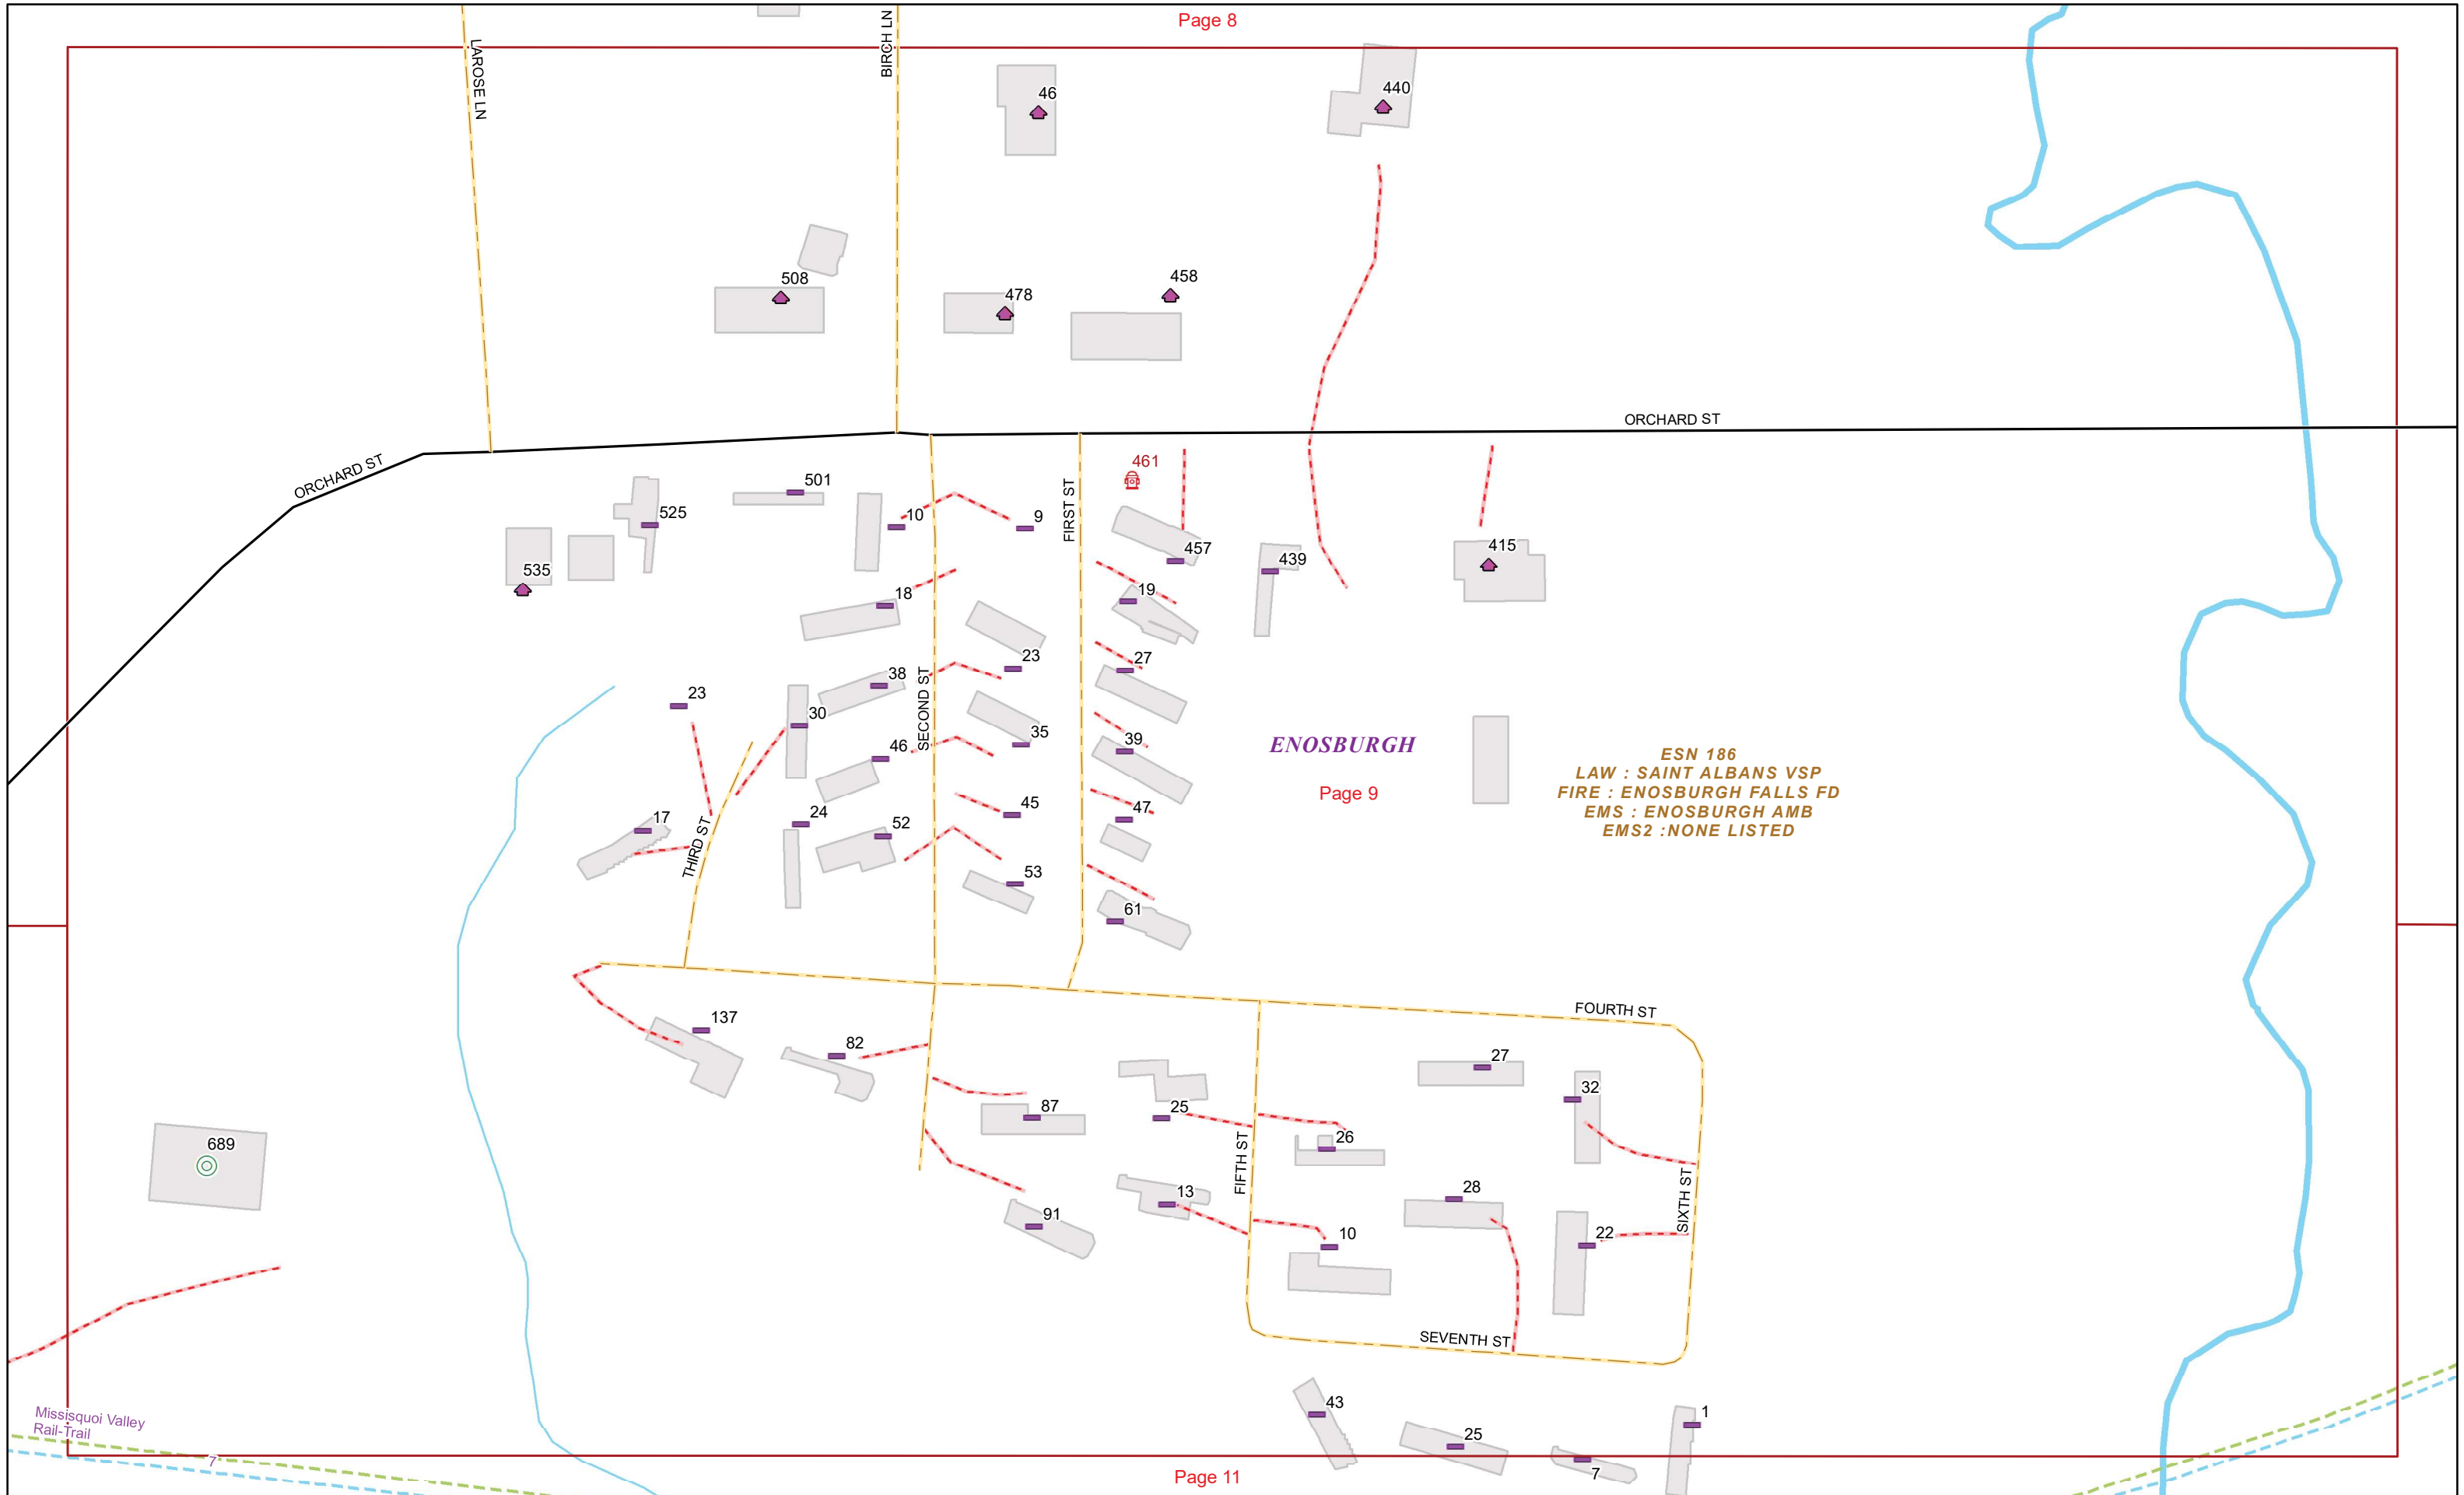 Page 8
LAROSE LN
BIRCH LN
46
440
508
478
458
ORCHARD ST
ORCHARD ST
461
501
525
10
9
FIRST ST
457
439
415
535
18
19
23
27
38
SECOND ST
23
30
35
39
46
ENOSBURGH
Page 9
ESN 186
LAW : SAINT ALBANS VSP
FIRE : ENOSBURGH FALLS FD
EMS : ENOSBURGH AMB
EMS2 :NONE LISTED
17
24
45
47
52
THIRD ST
53
61
137
82
FOURTH ST
27
32
87
25
26
FIFTH ST
689
13
28
SIXTH ST
91
10
22
SEVENTH ST
43
25
1
7
Missisquoi Valley
Rail-Trail
7
Page 11